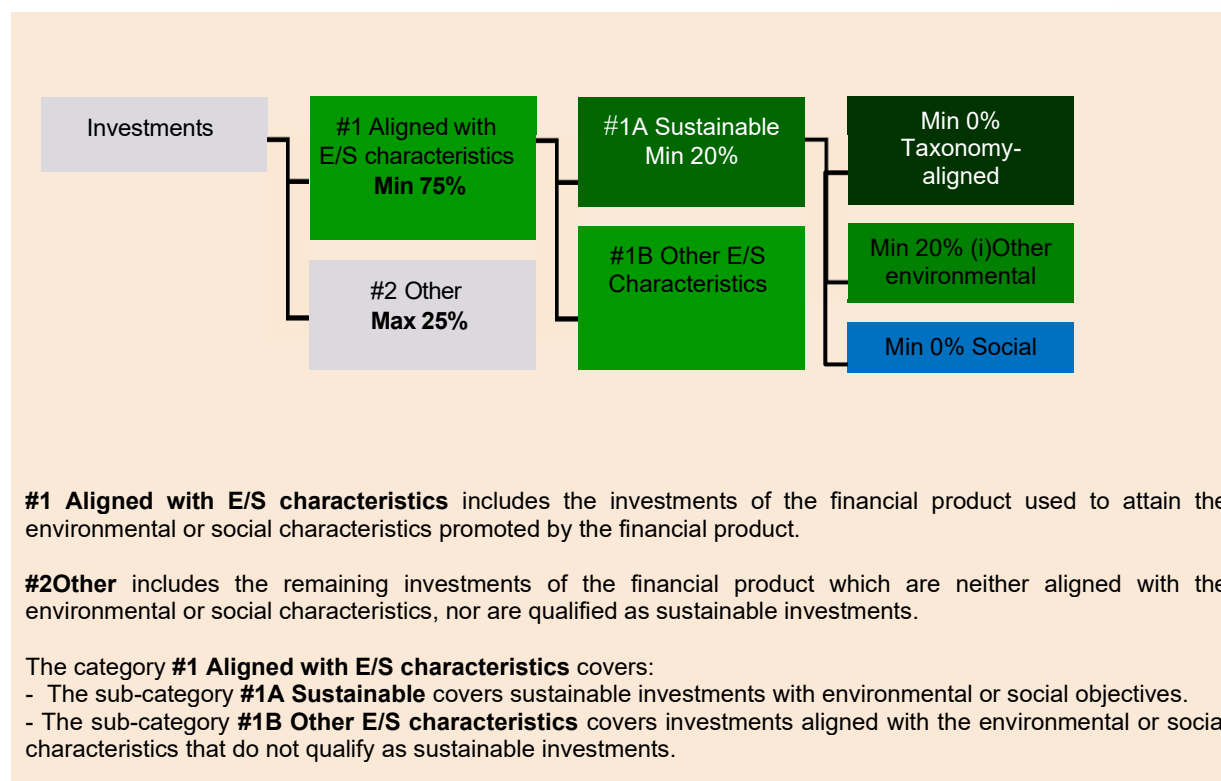 Investments
#1 Aligned with
E/S characteristics
Min 75%
#2 Other
Max 25%
#1A Sustainable
Min 20%
#1B Other E/S
Characteristics
Min 0%
Taxonomy-
aligned
Min 20% (i)Other
environmental
Min 0% Social
#1 Aligned with E/S characteristics includes the investments of the financial product used to attain the
environmental or social characteristics promoted by the financial product.
#2Other includes the remaining investments of the financial product which are neither aligned with the
environmental or social characteristics, nor are qualified as sustainable investments.
The category #1 Aligned with E/S characteristics covers:
- The sub-category #1A Sustainable covers sustainable investments with environmental or social objectives.
- The sub-category #1B Other E/S characteristics covers investments aligned with the environmental or social
characteristics that do not qualify as sustainable investments.